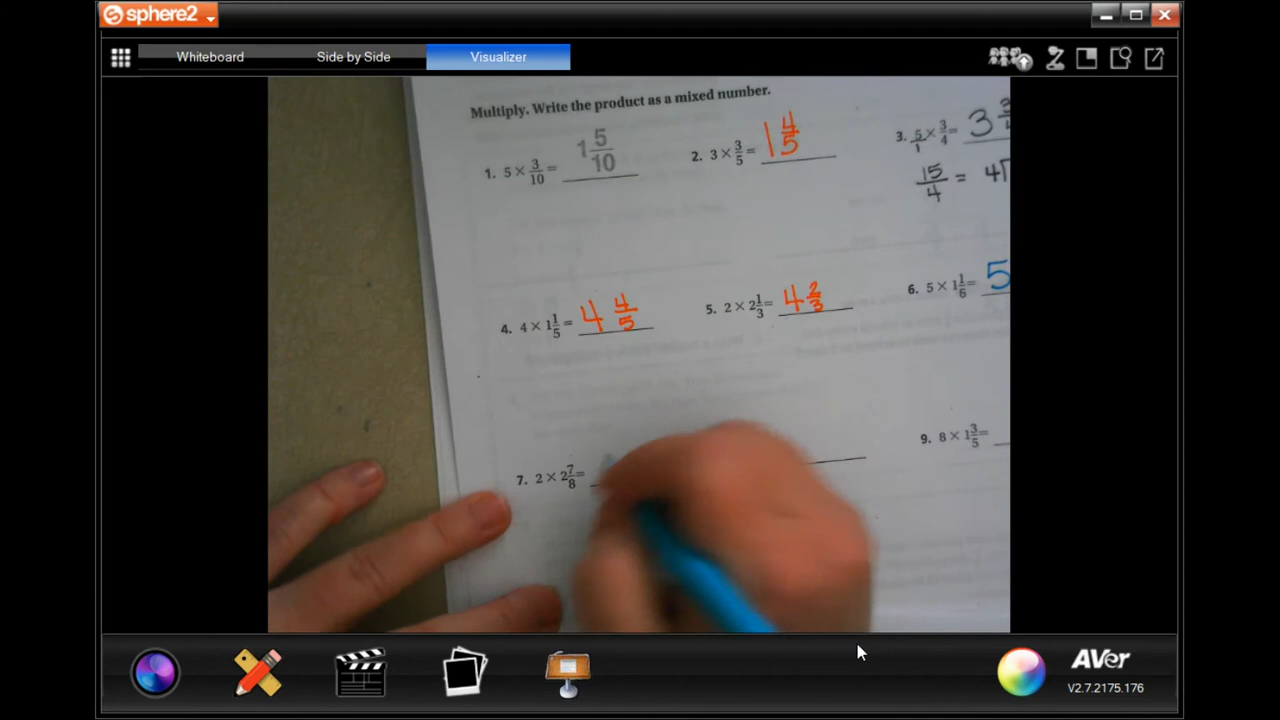 sphere2
Whiteboard Side by Side Visualizer
Multiply. Write the product as a mixed number.
1. 5 × 3/10 = 1 5/10
2. 3 × 3/5 = 1 4/5
3. 5/1 × 3/4 = 3
15/4 = 4
4. 4 × 1 1/5 = 4 4/5
5. 2 × 2 1/3 = 4 2/3
6. 5 × 1 1/6 = 5
7. 2 × 2 7/8 =
9. 8 × 1 3/5 =
AVer
V2.7.2175.176